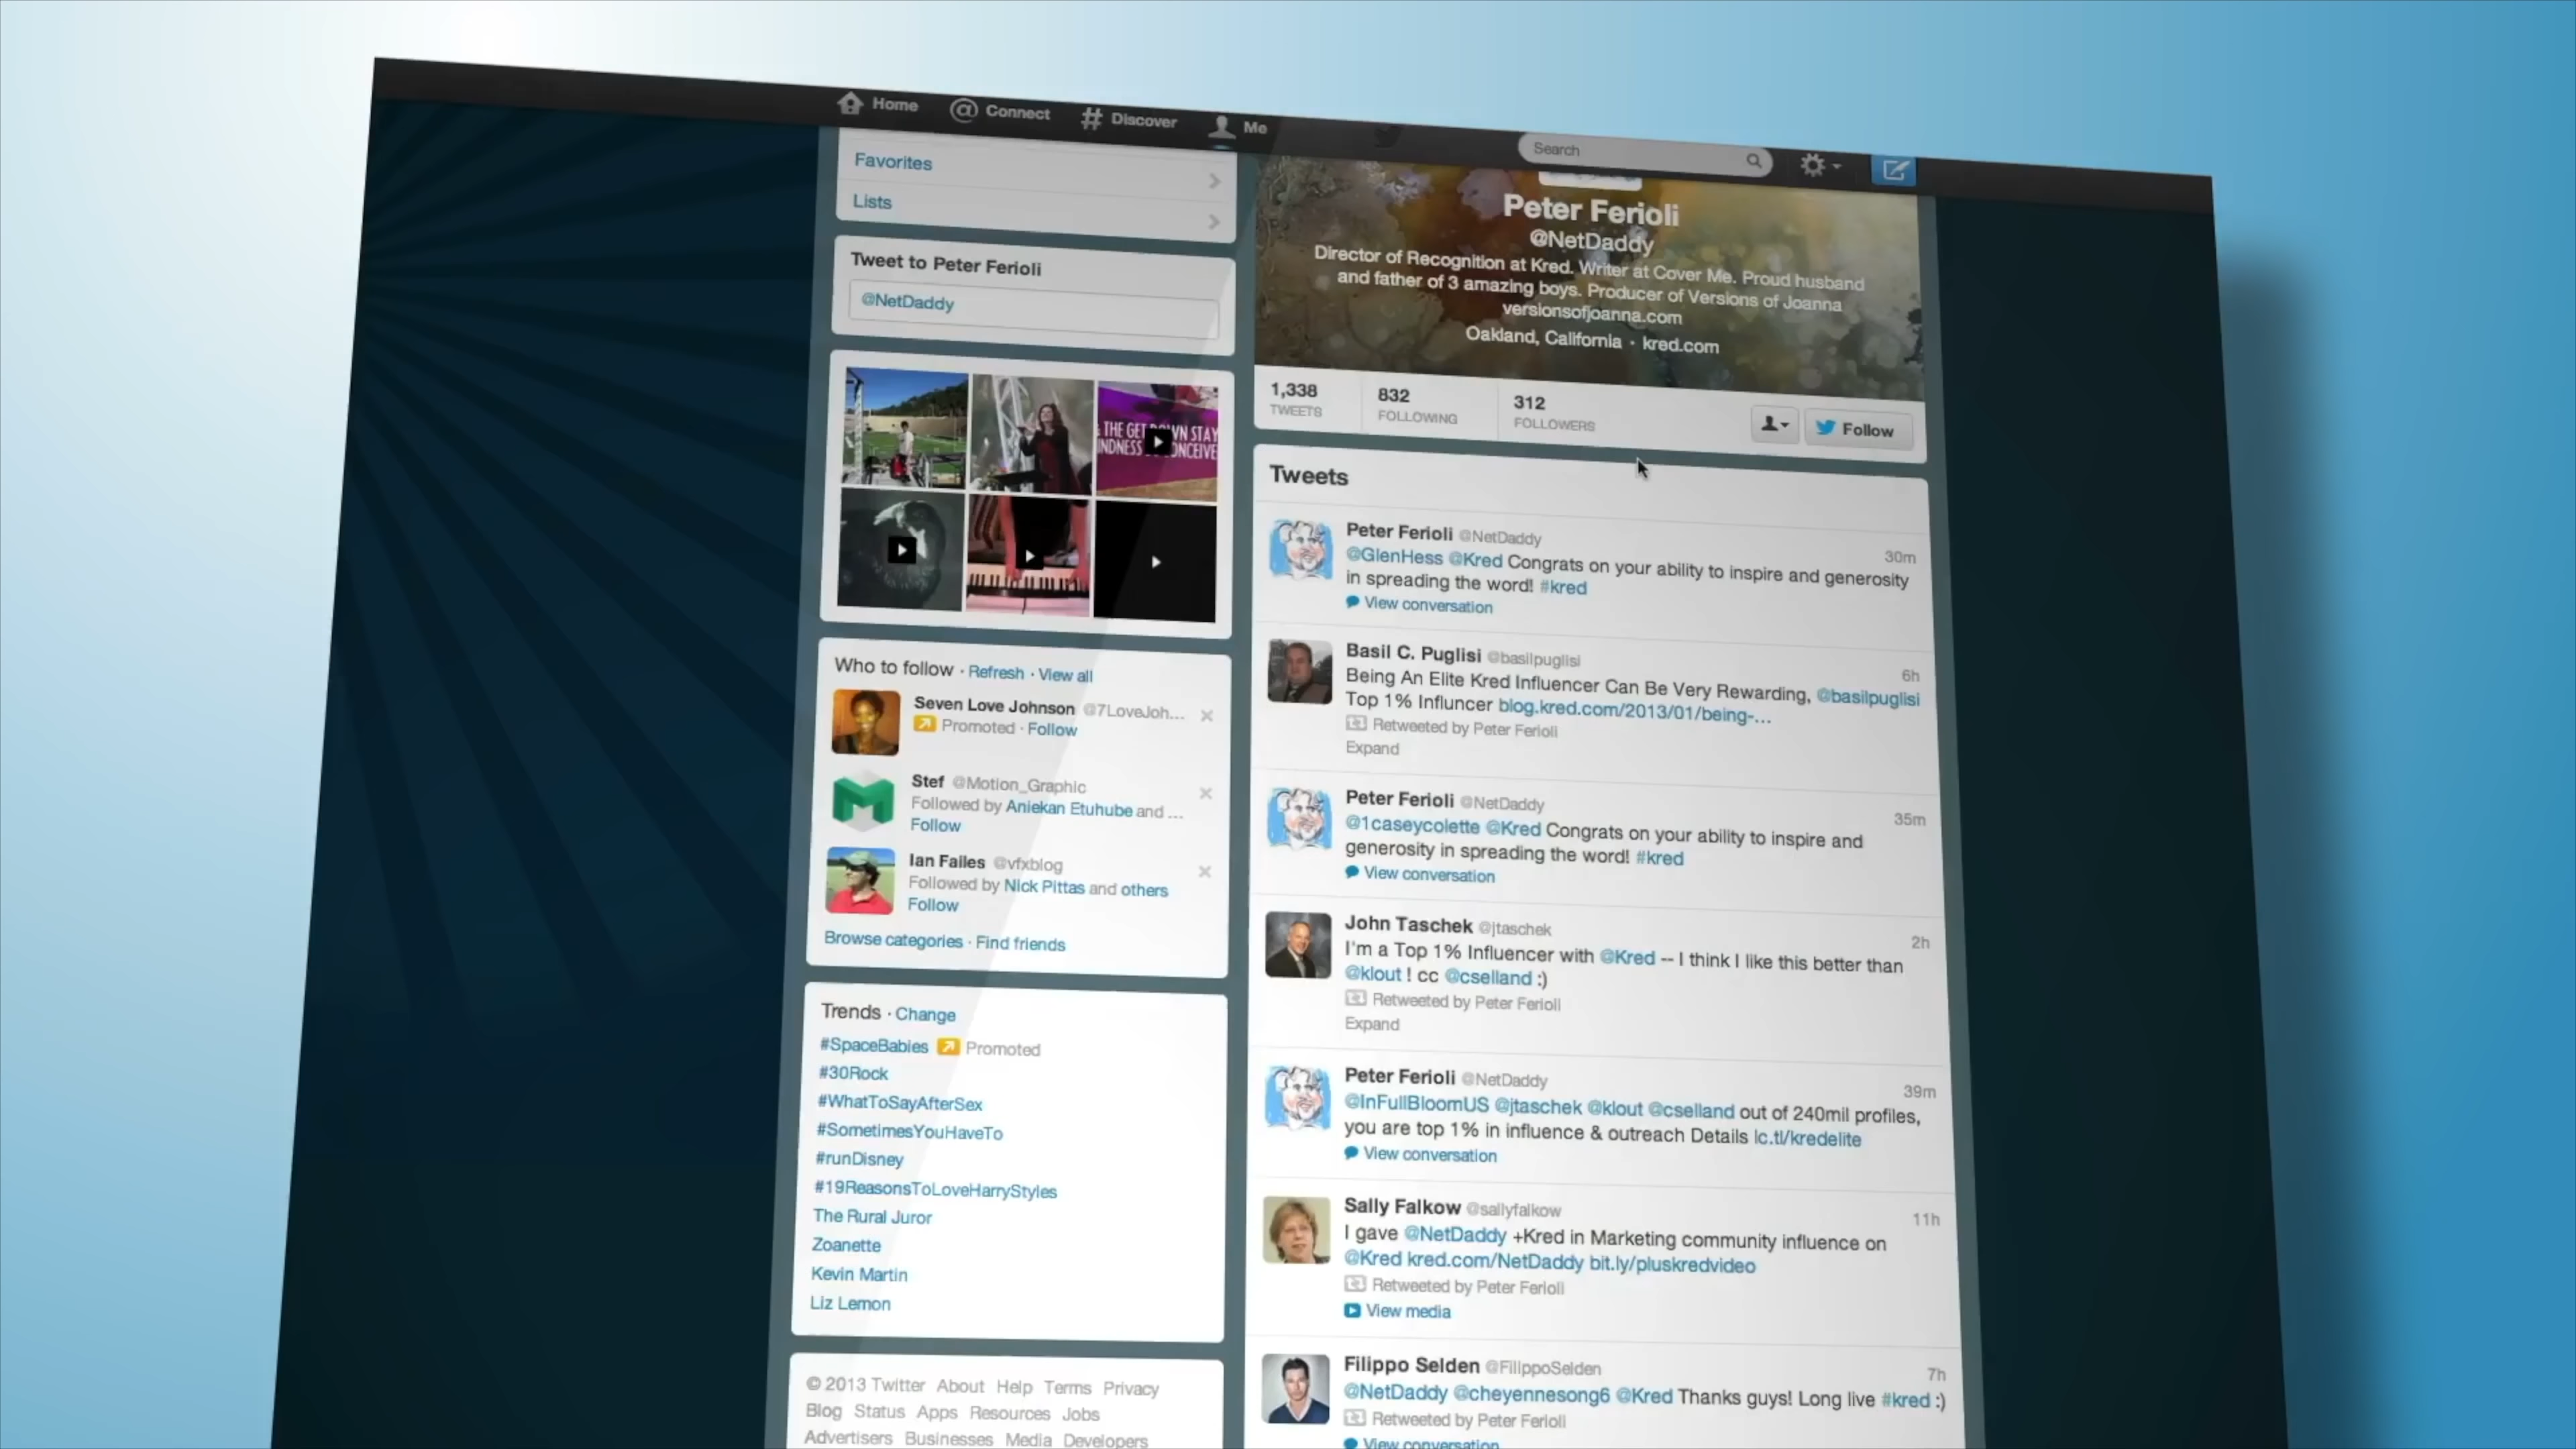 Home
Connect
Discover
Me
Search
Favorites
Lists
Tweet to Peter Ferioli
@NetDaddy
THE GET DOWN STAY
Who to follow · Refresh · View all
Seven Love Johnson @7LoveJoh...
Promoted · Follow
Stef @Motion_Graphic
Followed by Aniekan Etuhube and ...
Follow
Ian Failes @vfxblog
Followed by Nick Pittas and others
Follow
Browse categories · Find friends
Trends · Change
#SpaceBabies Promoted
#30Rock
#WhatToSayAfterSex
#SometimesYouHaveTo
#runDisney
#19ReasonsToLoveHarryStyles
The Rural Juror
Zoanette
Kevin Martin
Liz Lemon
© 2013 Twitter About Help Terms Privacy
Blog Status Apps Resources Jobs
Advertisers Businesses Media Developers
Peter Ferioli
@NetDaddy
Director of Recognition at Kred. Writer at Cover Me. Proud husband
and father of 3 amazing boys. Producer of Versions of Joanna
versionsofjoanna.com
Oakland, California · kred.com
1,338
TWEETS
832
FOLLOWING
312
FOLLOWERS
Follow
Tweets
Peter Ferioli @NetDaddy
30m
@GlenHess @Kred Congrats on your ability to inspire and generosity
in spreading the word! #kred
View conversation
Basil C. Puglisi @basilpuglisi
6h
Being An Elite Kred Influencer Can Be Very Rewarding, @basilpuglisi
Top 1% Influncer blog.kred.com/2013/01/being-...
Retweeted by Peter Ferioli
Expand
Peter Ferioli @NetDaddy
35m
@1caseycolette @Kred Congrats on your ability to inspire and
generosity in spreading the word! #kred
View conversation
John Taschek @jtaschek
2h
I'm a Top 1% Influencer with @Kred -- I think I like this better than
@klout ! cc @cselland :)
Retweeted by Peter Ferioli
Expand
Peter Ferioli @NetDaddy
39m
@InFullBloomUS @jtaschek @klout @cselland out of 240mil profiles,
you are top 1% in influence & outreach Details lc.tl/kredelite
View conversation
Sally Falkow @sallyfalkow
11h
I gave @NetDaddy +Kred in Marketing community influence on
@Kred kred.com/NetDaddy bit.ly/pluskredvideo
Retweeted by Peter Ferioli
View media
Filippo Selden @FilippoSelden
7h
@NetDaddy @cheyennesong6 @Kred Thanks guys! Long live #kred :)
Retweeted by Peter Ferioli
View conversation